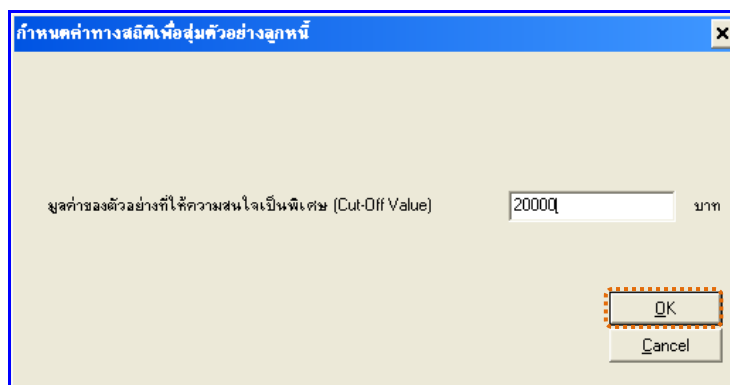 กำหนดค่าทางสถิติเพื่อสุ่มตัวอย่างลูกหนี้
มูลค่าของตัวอย่างที่ให้ความสนใจเป็นพิเศษ (Cut-Off Value) 20000 บาท
OK
Cancel